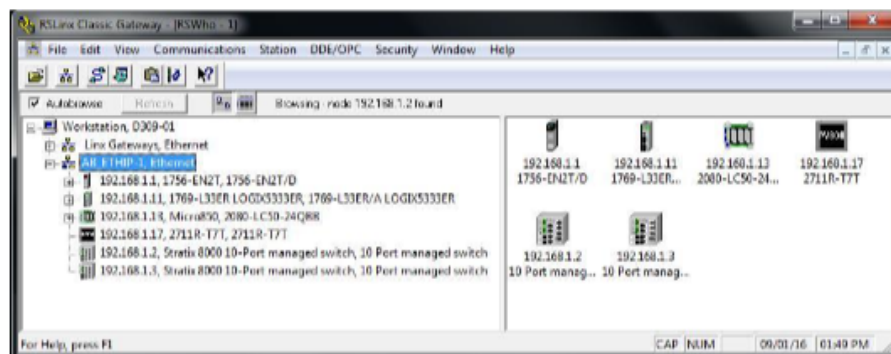 RSLinx Classic Gateway - [RSWho - 1]
File Edit View Communications Station DDE/OPC Security Window Help
Autobrowse Refresh Browsing - node 192.168.1.2 found
Workstation, D309-01
Linx Gateways, Ethernet
AB_ETHIP-1, Ethernet
192.168.1.1, 1756-EN2T, 1756-EN2T/D
192.168.1.11, 1769-L33ER LOGIX5333ER, 1769-L33ER/A LOGIX5333ER
192.168.1.13, Micro850, 2080-LC50-24QBB
192.168.1.17, 2711R-T7T, 2711R-T7T
192.168.1.2, Stratix 8000 10-Port managed switch, 10 Port managed switch
192.168.1.3, Stratix 8000 10-Port managed switch, 10 Port managed switch
192.168.1.1 192.168.1.11 192.168.1.13 192.168.1.17
1756-EN2T/D 1769-L33ER... 2080-LC50-24... 2711R-T7T
192.168.1.2 192.168.1.3
10 Port manag... 10 Port manag...
For Help, press F1 CAP NUM 09/01/16 01:49 PM